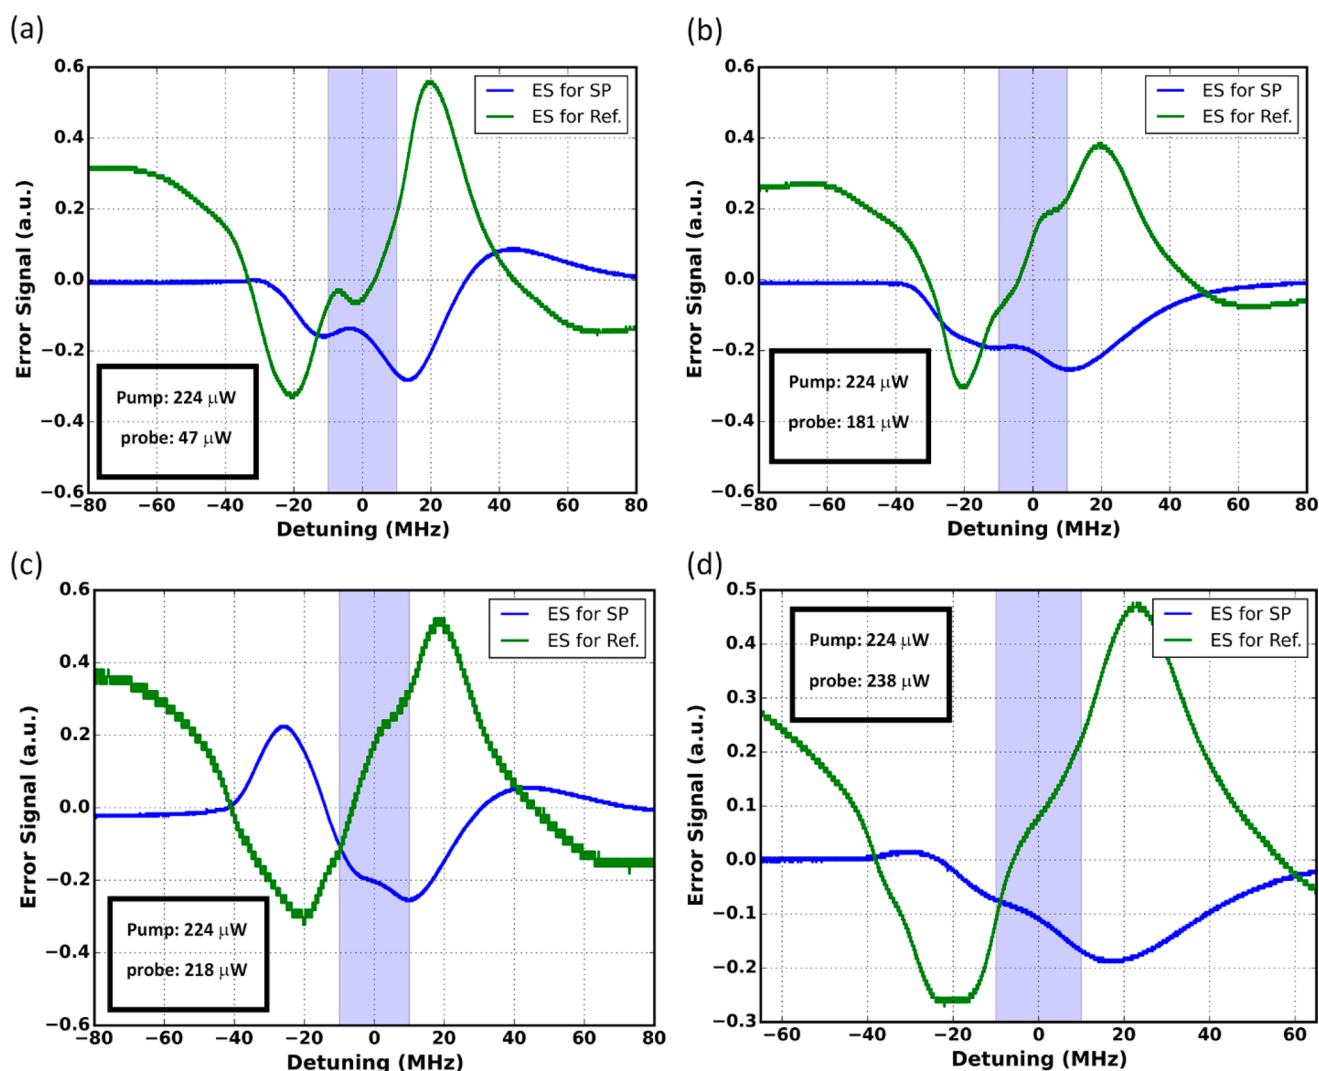 (a)
0.6
0.4
0.2
0.0
−0.2
−0.4
−0.6
Error Signal (a.u.)
ES for SP
ES for Ref.
Pump: 224 μW
probe: 47 μW
−80 −60 −40 −20 0 20 40 60 80
Detuning (MHz)
(b)
0.6
0.4
0.2
0.0
−0.2
−0.4
−0.6
Error Signal (a.u.)
ES for SP
ES for Ref.
Pump: 224 μW
probe: 181 μW
−80 −60 −40 −20 0 20 40 60 80
Detuning (MHz)
(c)
0.6
0.4
0.2
0.0
−0.2
−0.4
−0.6
Error Signal (a.u.)
ES for SP
ES for Ref.
Pump: 224 μW
probe: 218 μW
−80 −60 −40 −20 0 20 40 60 80
Detuning (MHz)
(d)
0.5
0.4
0.3
0.2
0.1
0.0
−0.1
−0.2
−0.3
Error Signal (a.u.)
Pump: 224 μW
probe: 238 μW
ES for SP
ES for Ref.
−60 −40 −20 0 20 40 60
Detuning (MHz)